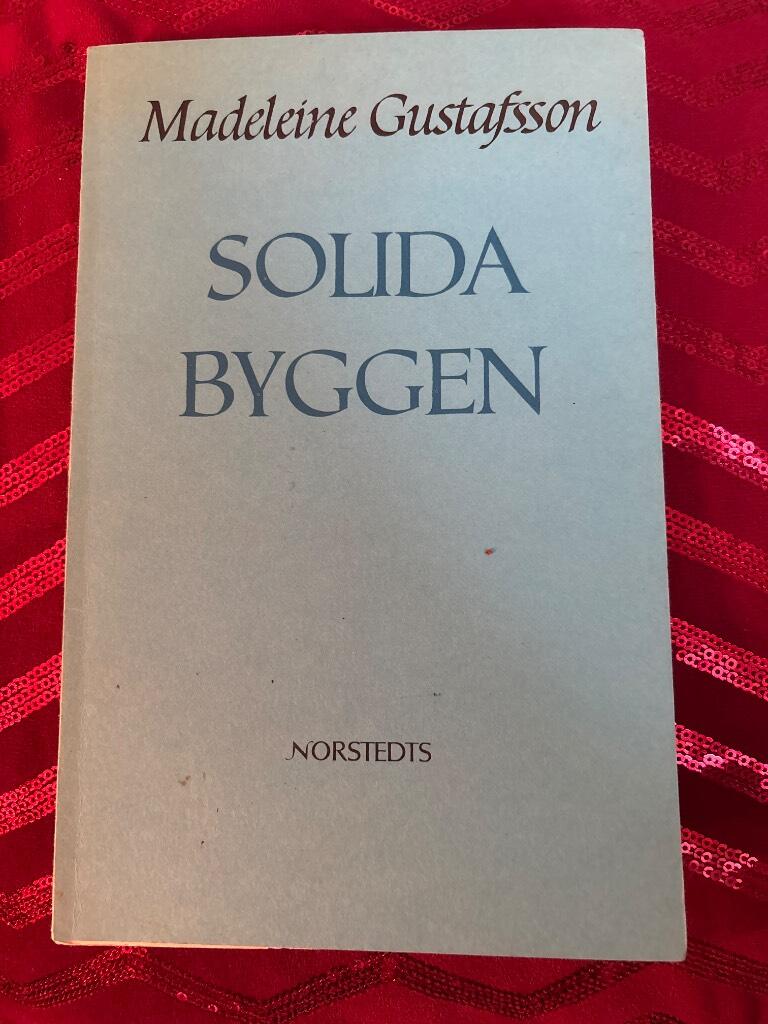 Madeleine Gustafsson
SOLIDA
BYGGEN
NORSTEDTS